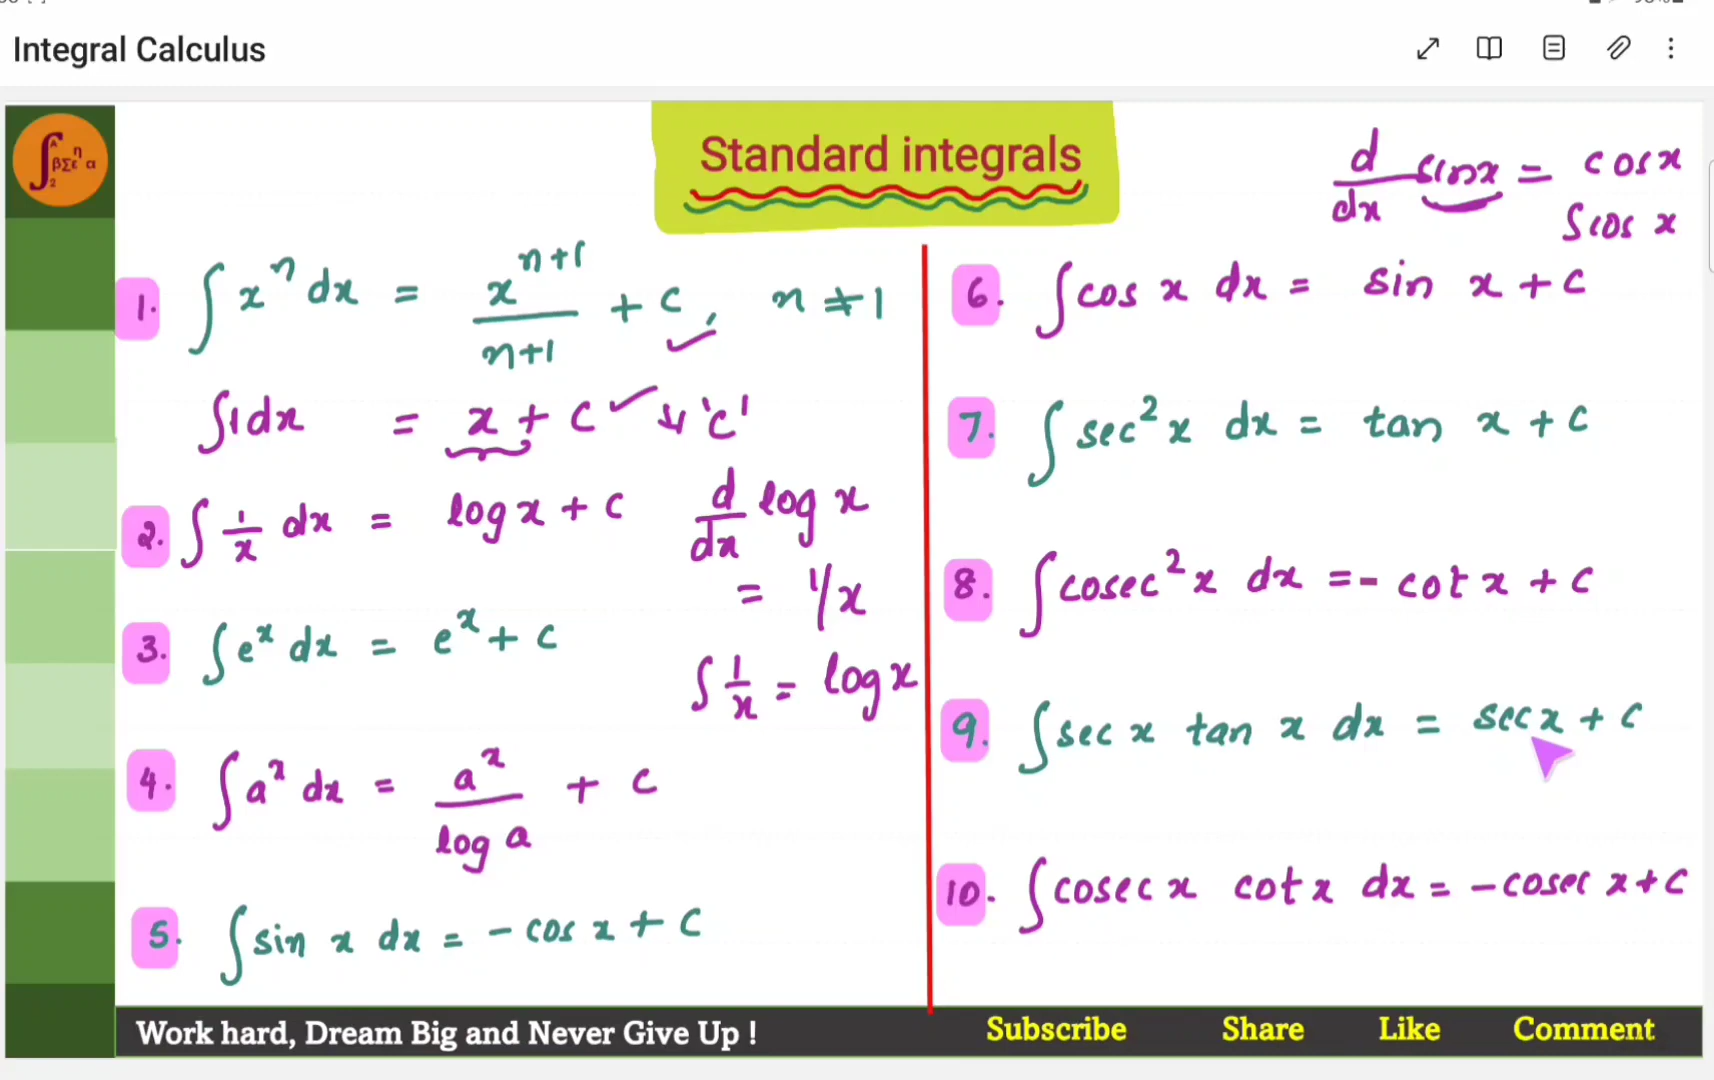 Integral Calculus
Standard integrals
d/dx sinx = cosx
∫cos x
1. ∫ xⁿ dx = xⁿ⁺¹/n+1 + c, n ≠ 1
∫1dx = x + c 'c'
2. ∫ 1/x dx = log x + c
d/dx log x
= 1/x
∫ 1/x = log x
3. ∫eˣ dx = eˣ + c
4. ∫aˣ dx = aˣ/log a + c
5. ∫ sin x dx = - cos x + c
6. ∫cos x dx = sin x + c
7. ∫ sec² x dx = tan x + c
8. ∫cosec² x dx = - cot x + c
9. ∫sec x tan x dx = sec x + c
10. ∫cosec x cot x dx = - cosec x + c
Work hard, Dream Big and Never Give Up !
Subscribe Share Like Comment